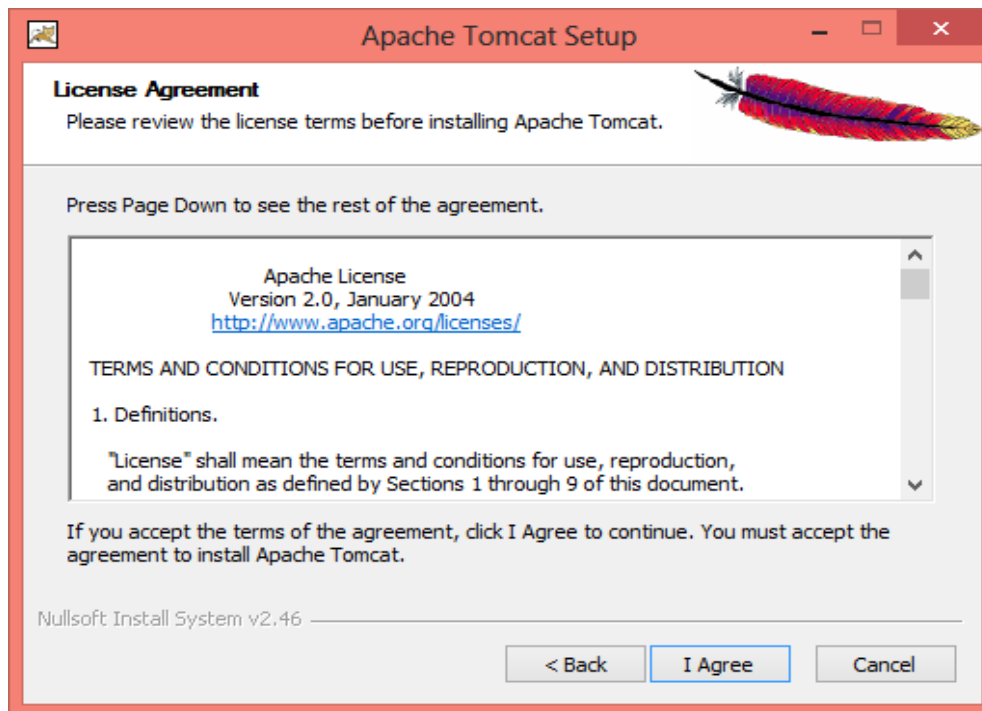 Apache Tomcat Setup
License Agreement
Please review the license terms before installing Apache Tomcat.
Press Page Down to see the rest of the agreement.
Apache License
Version 2.0, January 2004
http://www.apache.org/licenses/
TERMS AND CONDITIONS FOR USE, REPRODUCTION, AND DISTRIBUTION
1. Definitions.
"License" shall mean the terms and conditions for use, reproduction,
and distribution as defined by Sections 1 through 9 of this document.
If you accept the terms of the agreement, click I Agree to continue. You must accept the
agreement to install Apache Tomcat.
Nullsoft Install System v2.46
< Back I Agree Cancel